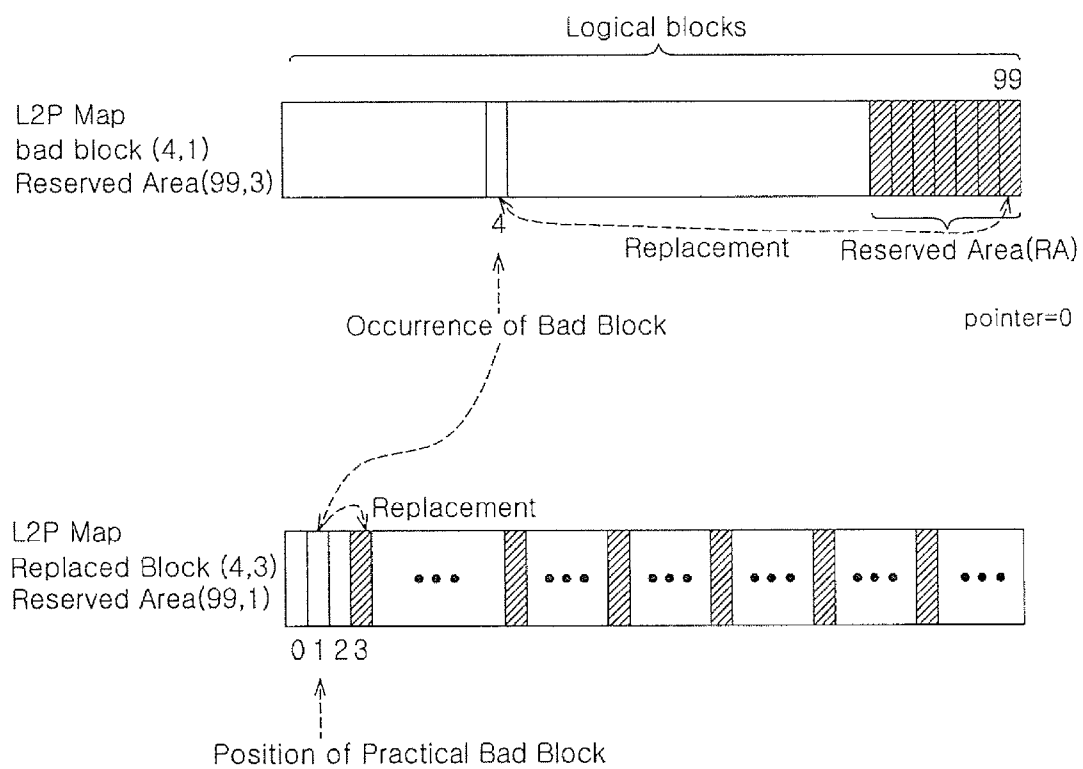 Logical blocks
99
L2P Map
bad block (4,1)
Reserved Area(99,3)
4
Replacement
Reserved Area(RA)
Occurrence of Bad Block
pointer=0
Replacement
L2P Map
Replaced Block (4,3)
Reserved Area(99,1)
0 1 2 3
Position of Practical Bad Block